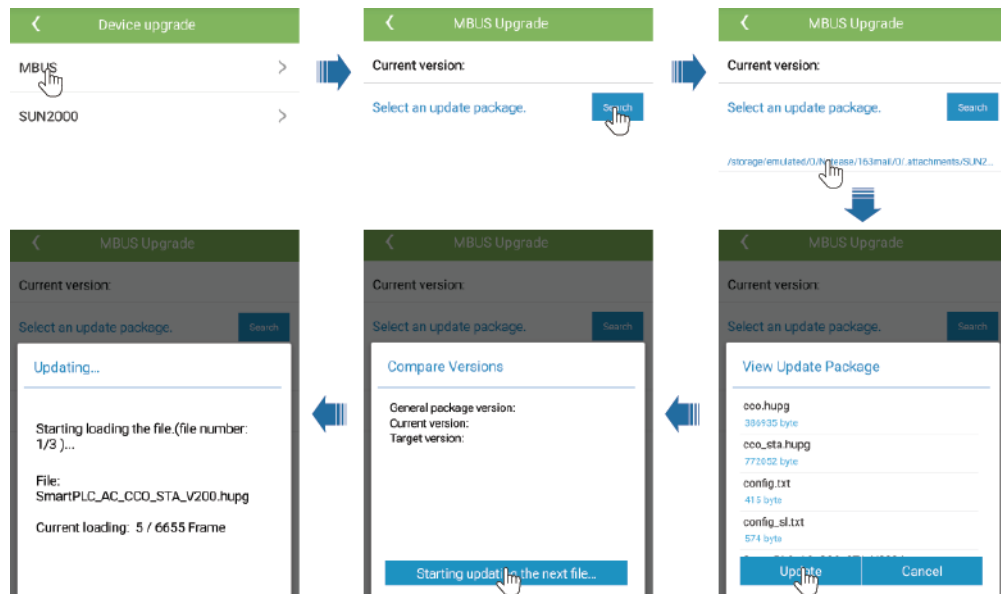 Device upgrade
MBUS
SUN2000
MBUS Upgrade
Current version:
Select an update package.
Search
MBUS Upgrade
Current version:
Select an update package.
Search
/storage/emulated/0/Netease/163mail/0/.attachments/SUN2...
MBUS Upgrade
Current version:
Select an update package.
Search
View Update Package
cco.hupg
386935 byte
cco_sta.hupg
772052 byte
config.txt
415 byte
config_sl.txt
574 byte
Update
Cancel
MBUS Upgrade
Current version:
Select an update package.
Search
Compare Versions
General package version:
Current version:
Target version:
Starting updating the next file...
MBUS Upgrade
Current version:
Select an update package.
Search
Updating...
Starting loading the file.(file number:
1/3 )...
File:
SmartPLC_AC_CCO_STA_V200.hupg
Current loading: 5 / 6655 Frame